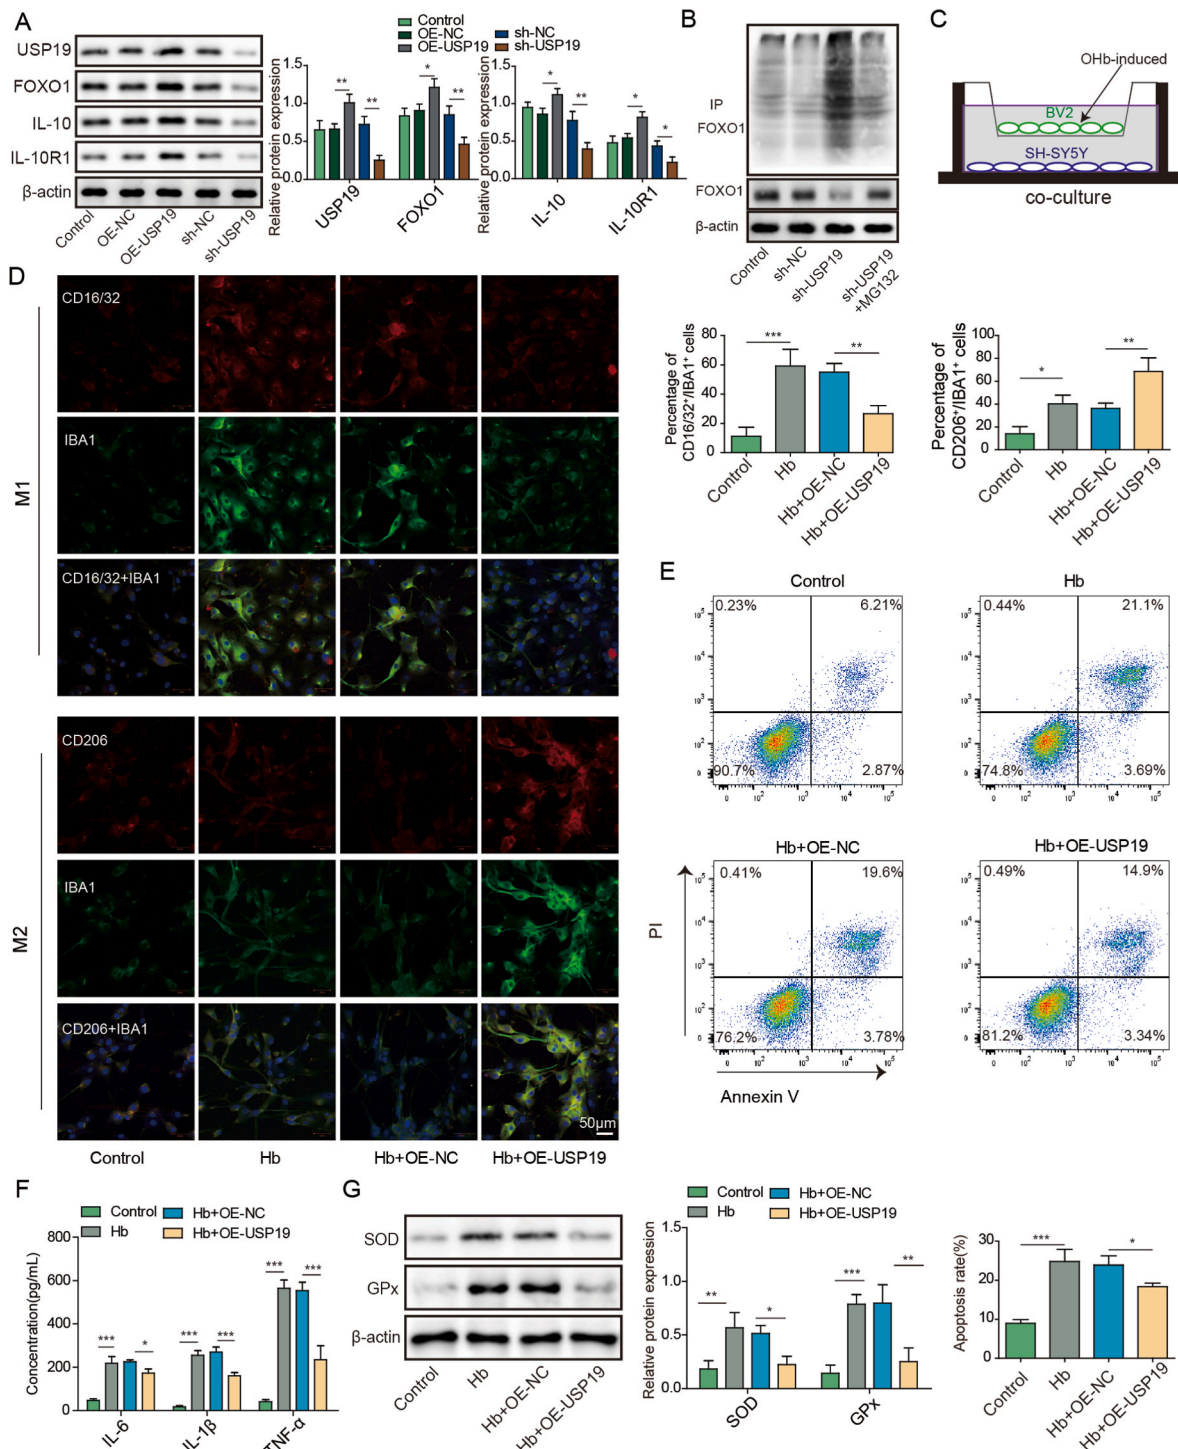 A
USP19
FOXO1
IL-10
IL-10R1
β-actin
Control
OE-NC
OE-USP19
sh-NC
sh-USP19
Control
OE-NC
OE-USP19
sh-NC
sh-USP19
Relative protein expression
1.5
1.0
0.5
0.0
**
**
*
**
USP19
FOXO1
Relative protein expression
1.5
1.0
0.5
0.0
*
**
*
*
IL-10
IL-10R1
B
IP
FOXO1
FOXO1
β-actin
Control
sh-NC
sh-USP19
sh-USP19
+MG132
C
OHb-induced
BV2
SH-SY5Y
co-culture
D
M1
CD16/32
IBA1
CD16/32+IBA1
M2
CD206
IBA1
CD206+IBA1
50μm
Control
Hb
Hb+OE-NC
Hb+OE-USP19
Percentage of
CD16/32⁺/IBA1⁺ cells
80
60
40
20
0
***
**
Control
Hb
Hb+OE-NC
Hb+OE-USP19
Percentage of
CD206⁺/IBA1⁺ cells
100
80
60
40
20
0
*
**
Control
Hb
Hb+OE-NC
Hb+OE-USP19
E
Control
0.23%
6.21%
90.7%
2.87%
Hb
0.44%
21.1%
74.8%
3.69%
Hb+OE-NC
0.41%
19.6%
76.2%
3.78%
Hb+OE-USP19
0.49%
14.9%
81.2%
3.34%
PI
Annexin V
F
Control
Hb
Hb+OE-NC
Hb+OE-USP19
Concentration(pg/mL)
800
600
400
200
0
***
*
***
***
***
***
IL-6
IL-1β
TNF-α
G
SOD
GPx
β-actin
Control
Hb
Hb+OE-NC
Hb+OE-USP19
Control
Hb
Hb+OE-NC
Hb+OE-USP19
Relative protein expression
1.5
1.0
0.5
0.0
**
*
***
**
SOD
GPx
Apoptosis rate(%)
30
20
10
0
***
*
Control
Hb
Hb+OE-NC
Hb+OE-USP19